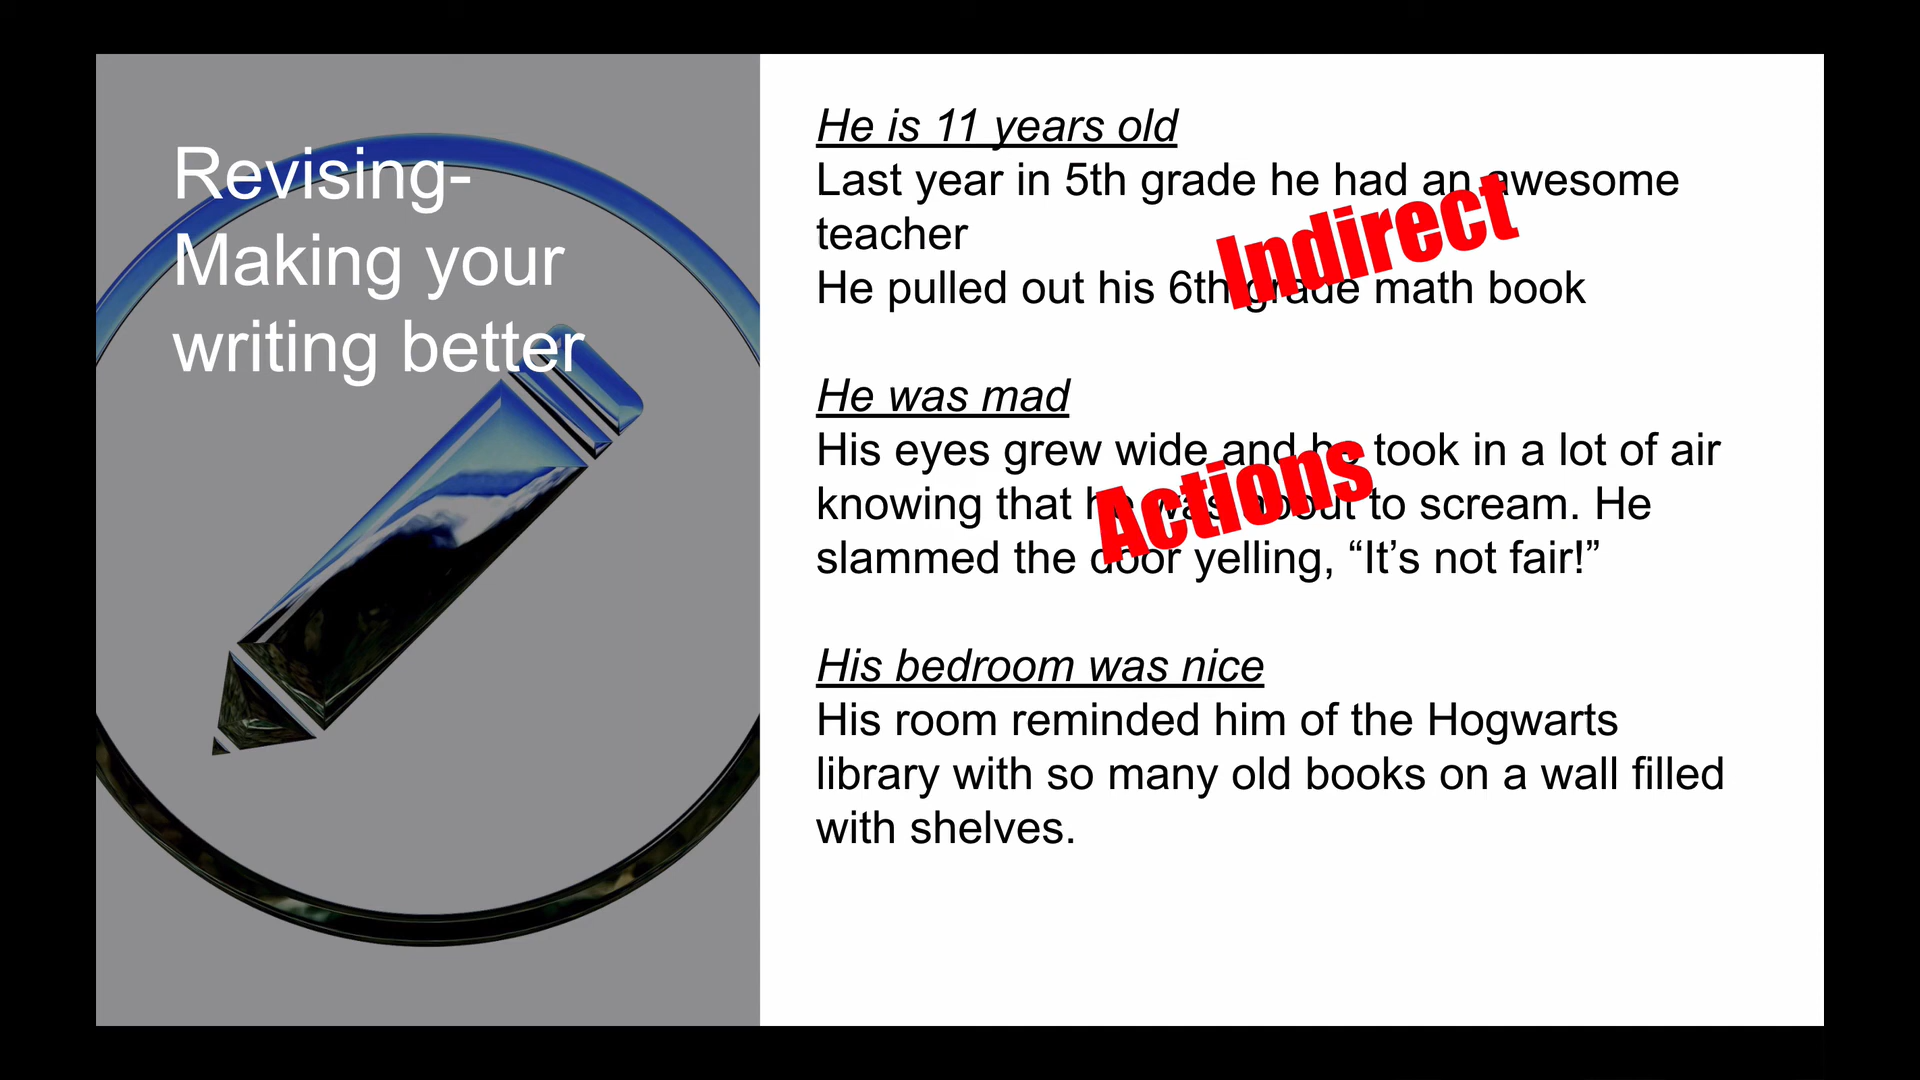 Revising-
Making your
writing better
He is 11 years old
Last year in 5th grade he had an awesome
teacher
He pulled out his 6th grade math book
Indirect
He was mad
His eyes grew wide and he took in a lot of air
knowing that he was about to scream. He
slammed the door yelling, “It’s not fair!”
Actions
His bedroom was nice
His room reminded him of the Hogwarts
library with so many old books on a wall filled
with shelves.